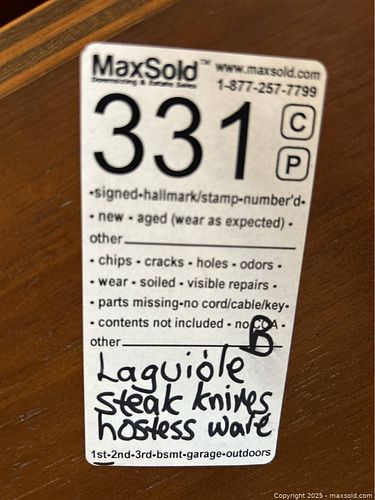 MaxSold™ www.maxsold.com
Downsizing & Estate Sales 1-877-257-7799
331 C
P
•signed•hallmark/stamp•number'd•
• new • aged (wear as expected) •
other
• chips • cracks • holes • odors •
• wear • soiled • visible repairs •
• parts missing-no cord/cable/key•
• contents not included • no COA •
other B
Laguiole
steak knives
hostess ware
1st-2nd-3rd-bsmt-garage-outdoors
Copyright 2025 - maxsold.com